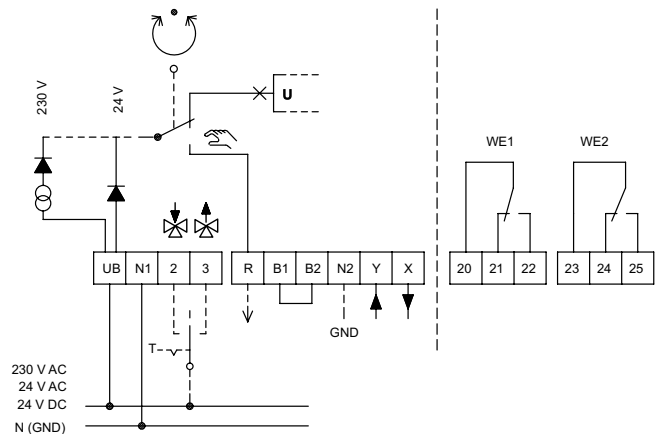 230 V
24 V
U
WE1
WE2
UB N1 2 3 R B1 B2 N2 Y X
20 21 22 23 24 25
GND
T
230 V AC
24 V AC
24 V DC
N (GND)